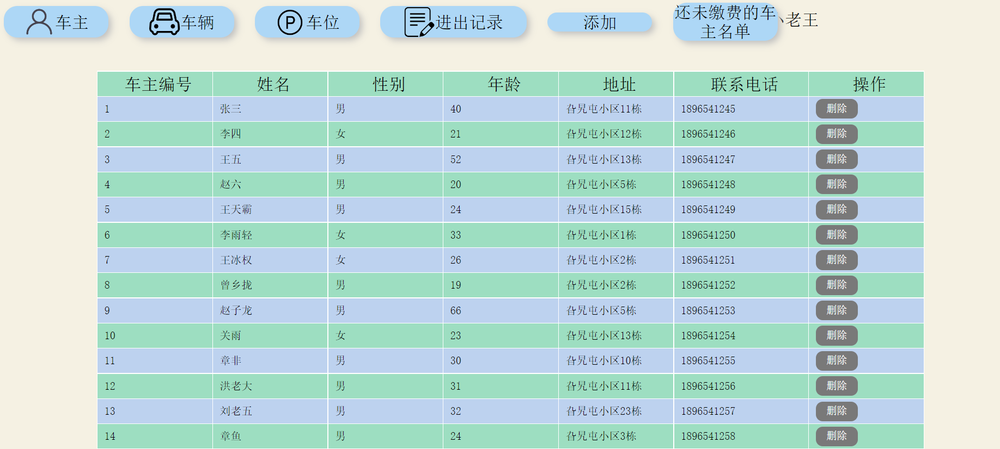 车主 车辆 P 车位 进出记录 添加 还未缴费的车
主名单 老王
车主编号 姓名 性别 年龄 地址 联系电话 操作
1 张三 男 40 旮旯屯小区11栋 1896541245 删除
2 李四 女 21 旮旯屯小区12栋 1896541246 删除
3 王五 男 52 旮旯屯小区13栋 1896541247 删除
4 赵六 男 20 旮旯屯小区5栋 1896541248 删除
5 王天霸 男 24 旮旯屯小区15栋 1896541249 删除
6 李雨轻 女 33 旮旯屯小区1栋 1896541250 删除
7 王冰权 女 26 旮旯屯小区2栋 1896541251 删除
8 曾乡拢 男 19 旮旯屯小区2栋 1896541252 删除
9 赵子龙 男 66 旮旯屯小区5栋 1896541253 删除
10 关雨 女 23 旮旯屯小区13栋 1896541254 删除
11 章非 男 30 旮旯屯小区10栋 1896541255 删除
12 洪老大 男 31 旮旯屯小区11栋 1896541256 删除
13 刘老五 男 32 旮旯屯小区23栋 1896541257 删除
14 章鱼 男 24 旮旯屯小区3栋 1896541258 删除